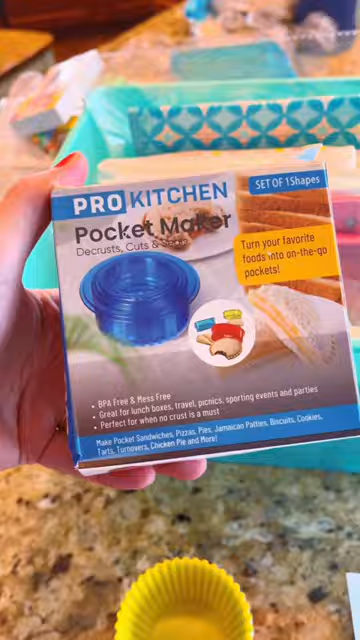 PRO KITCHEN
SET OF 1 Shapes
Pocket Maker
Decrusts, Cuts &
Turn your favorite
foods into on-the-go
pockets!
• BPA Free & Mess Free
• Great for lunch boxes, travel, picnics, sporting events and parties
• Perfect for when no crust is a must
Make Pocket Sandwiches, Pizzas, Pies, Jamaican Patties, Biscuits, Cookies,
Tarts, Turnovers, Chicken Pie and More!